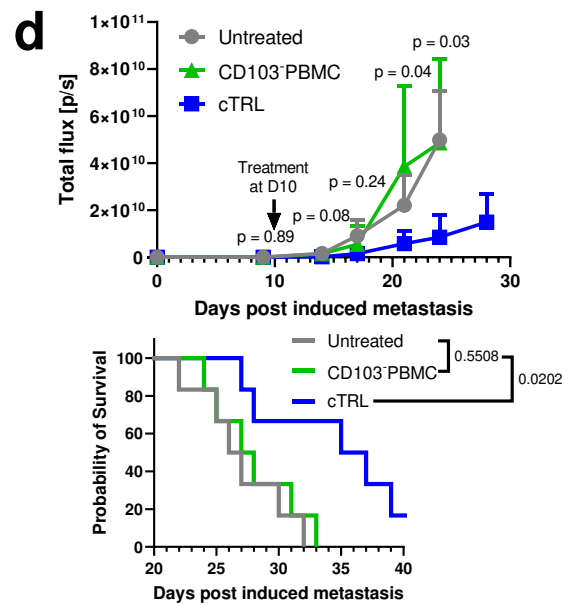 d
Total flux [p/s]
1×10¹¹
8×10¹⁰
6×10¹⁰
4×10¹⁰
2×10¹⁰
0
Untreated
CD103⁻PBMC
cTRL
Treatment
at D10
p = 0.89
p = 0.08
p = 0.24
p = 0.04
p = 0.03
0 10 20 30
Days post induced metastasis
Probability of Survival
100
80
60
40
20
0
Untreated
CD103⁻PBMC
cTRL
0.5508
0.0202
20 25 30 35 40
Days post induced metastasis